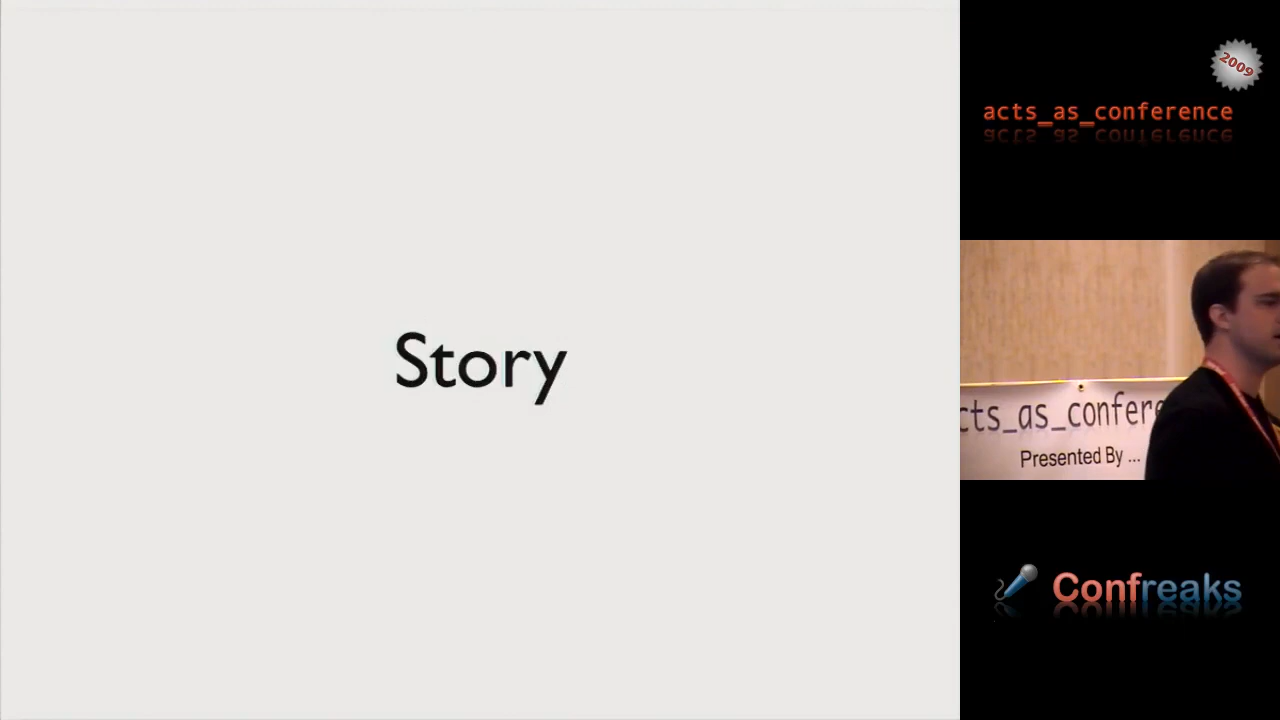 Story
2009
acts_as_conference
cts_as_confere
Presented By ...
Confreaks